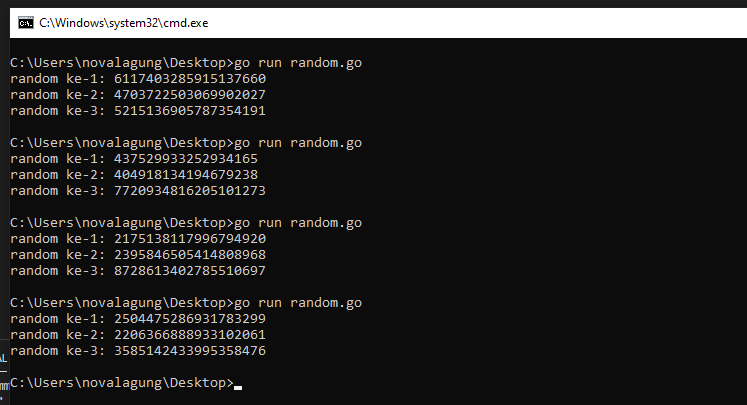 C:\Windows\system32\cmd.exe
C:\Users\novalagung\Desktop>go run random.go
random ke-1: 6117403285915137660
random ke-2: 4703722503069902027
random ke-3: 5215136905787354191
C:\Users\novalagung\Desktop>go run random.go
random ke-1: 437529933252934165
random ke-2: 404918134194679238
random ke-3: 7720934816205101273
C:\Users\novalagung\Desktop>go run random.go
random ke-1: 2175138117996794920
random ke-2: 2395846505414808968
random ke-3: 8728613402785510697
C:\Users\novalagung\Desktop>go run random.go
random ke-1: 2504475286931783299
random ke-2: 2206366888933102061
random ke-3: 3585142433995358476
C:\Users\novalagung\Desktop>